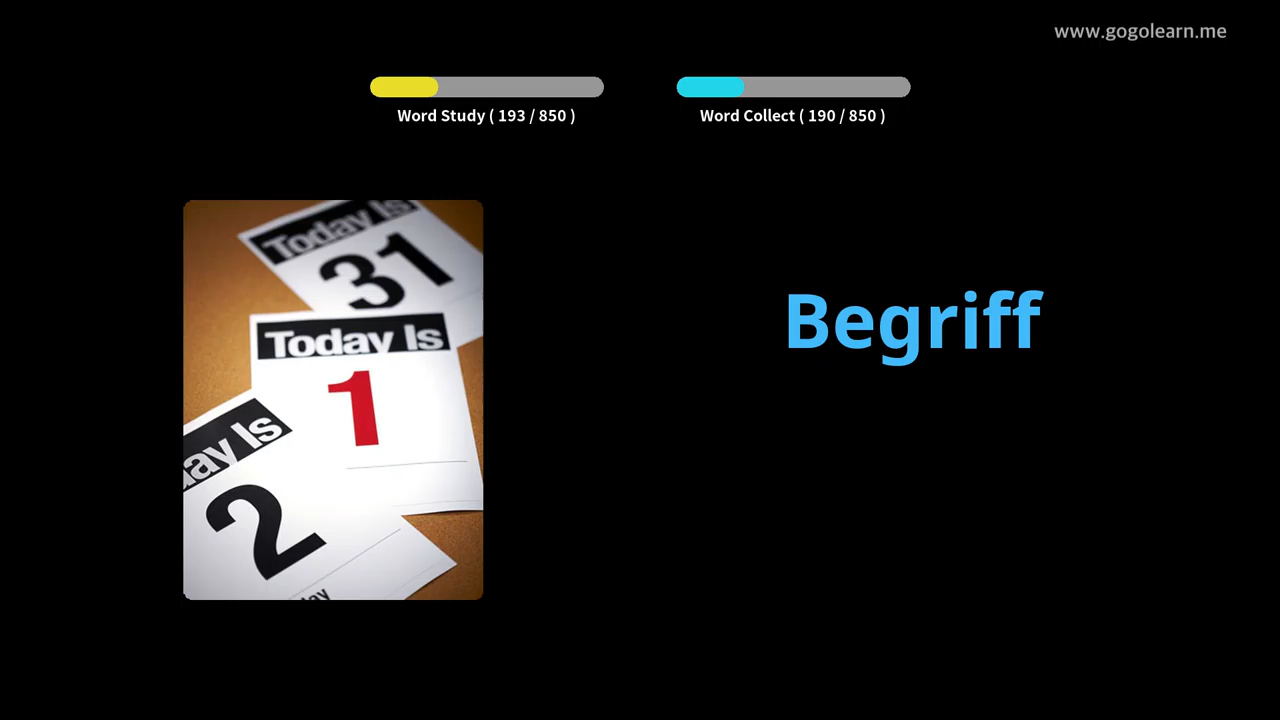 www.gogolearn.me
Word Study ( 193 / 850 )
Word Collect ( 190 / 850 )
Today Is
31
Today Is
1
Begriff
ay Is
2
ay